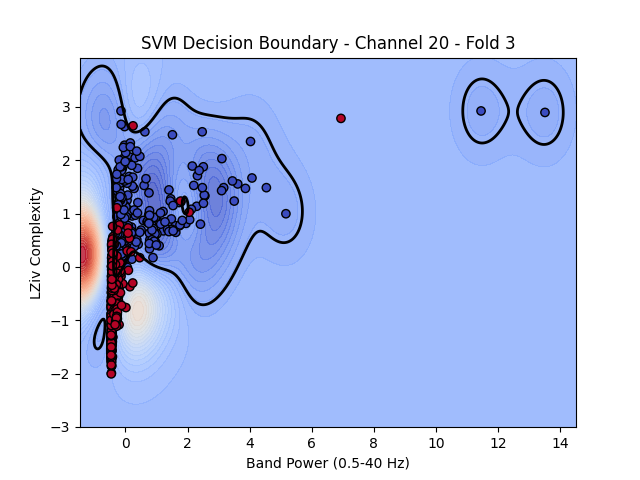 SVM Decision Boundary - Channel 20 - Fold 3
LZiv Complexity
3
2
1
0
−1
−2
−3
0 2 4 6 8 10 12 14
Band Power (0.5-40 Hz)